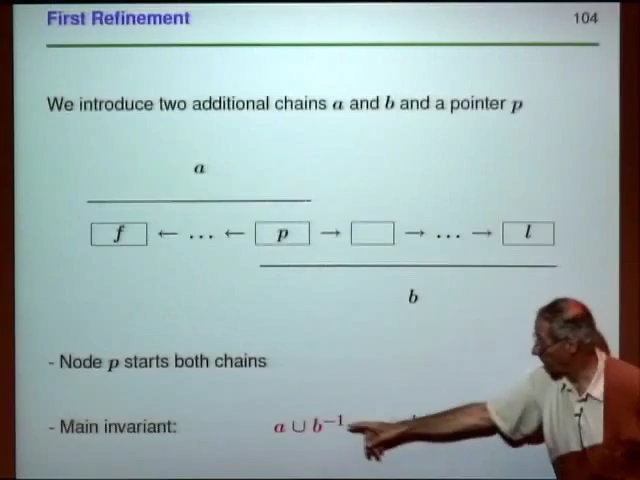 First Refinement 104
We introduce two additional chains a and b and a pointer p
a
f ← ... ← p → → ... → l
b
- Node p starts both chains
- Main invariant: a ∪ b⁻¹